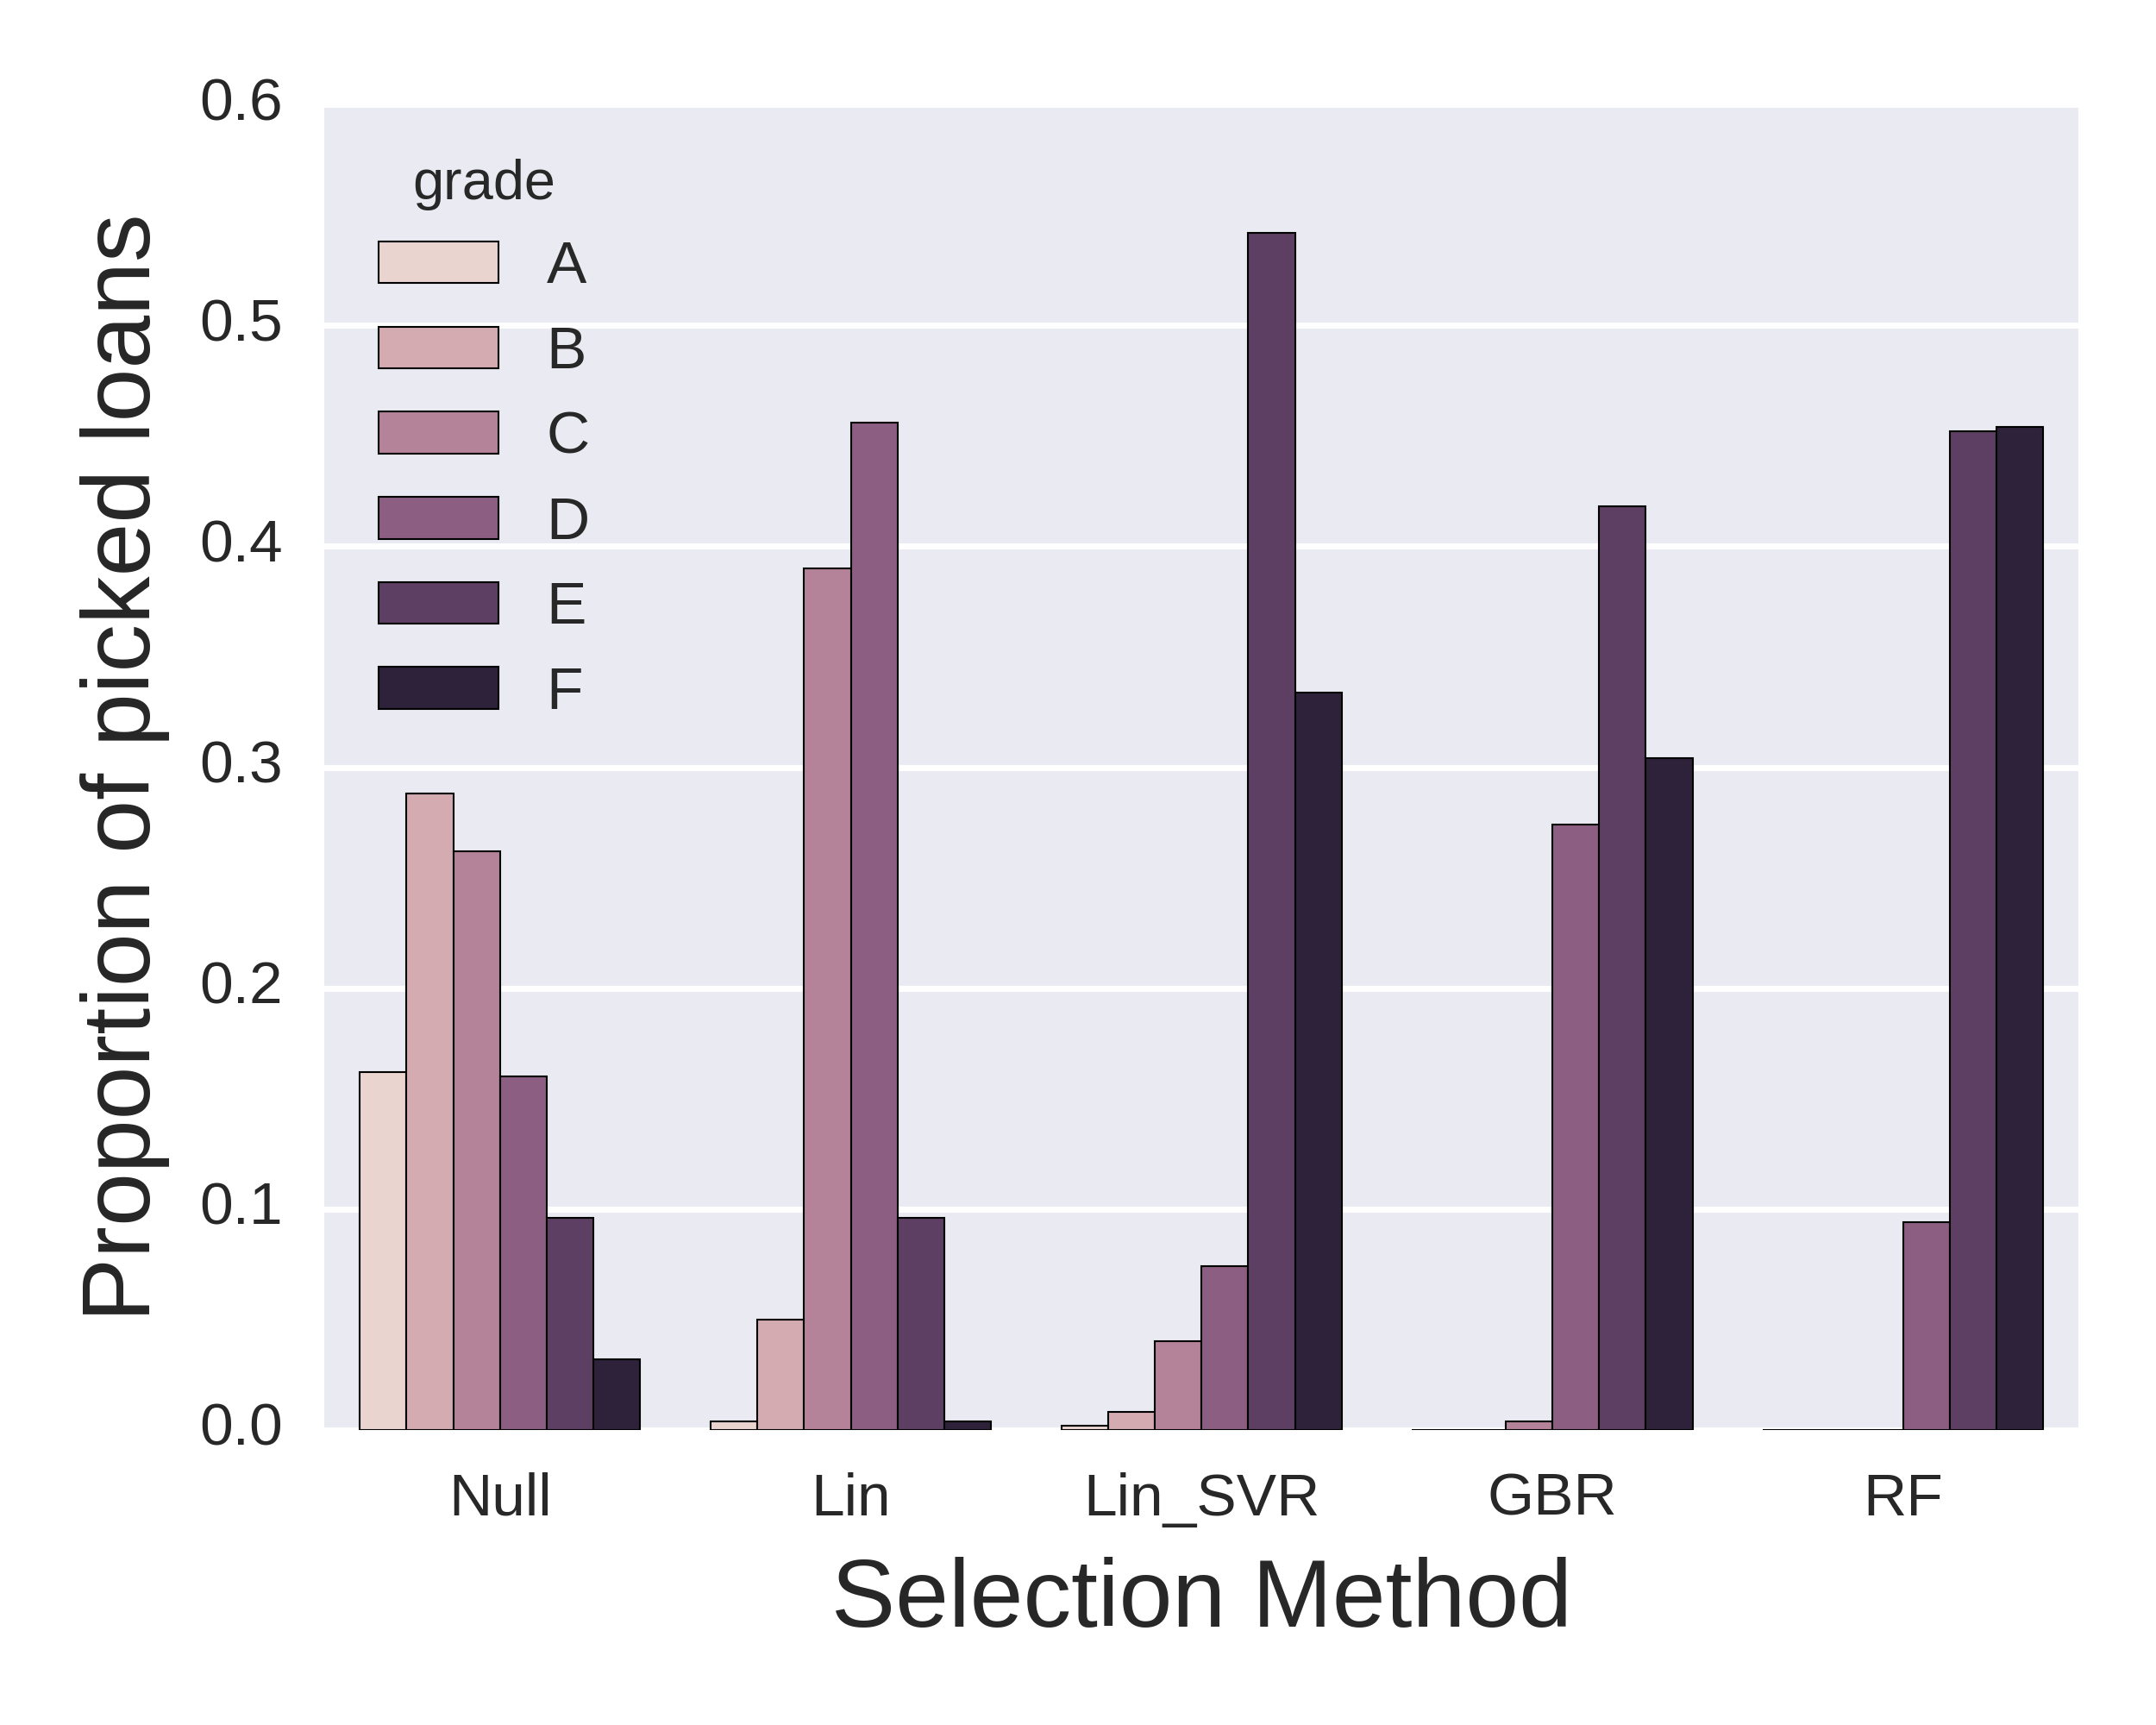 Proportion of picked loans
0.6
0.5
0.4
0.3
0.2
0.1
0.0
grade
A
B
C
D
E
F
Null Lin Lin_SVR GBR RF
Selection Method